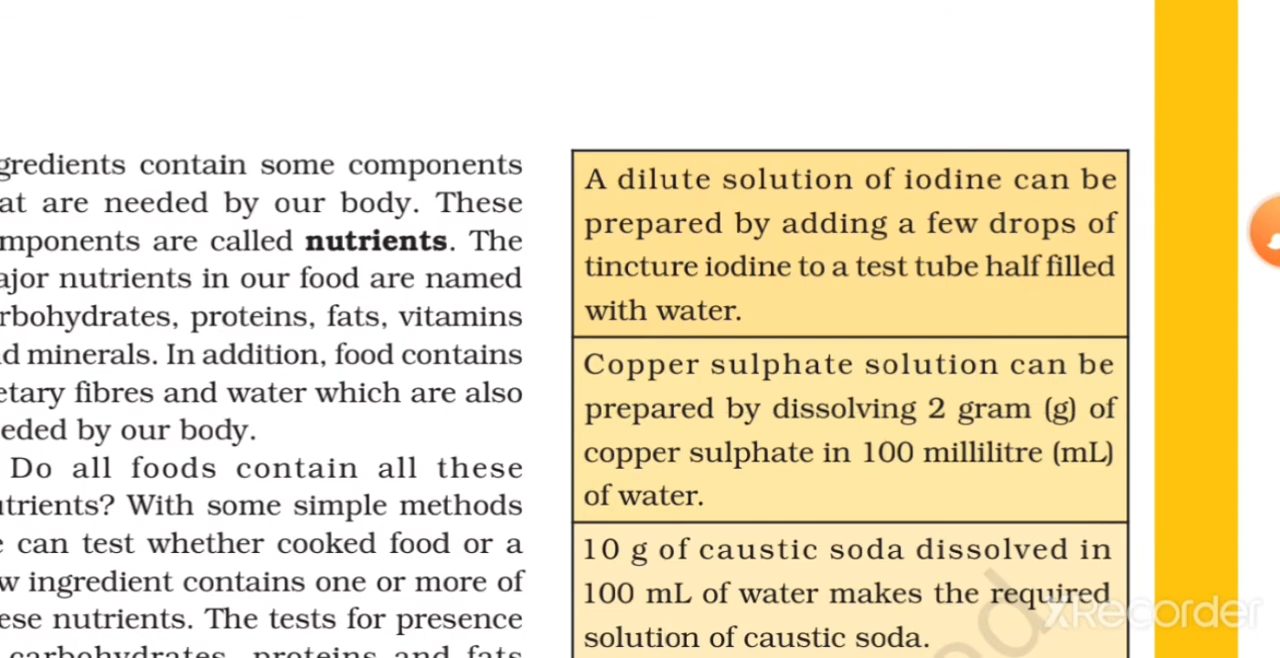 gredients contain some components
at are needed by our body. These
mponents are called nutrients. The
ajor nutrients in our food are named
rbohydrates, proteins, fats, vitamins
d minerals. In addition, food contains
etary fibres and water which are also
eded by our body.
Do all foods contain all these
utrients? With some simple methods
e can test whether cooked food or a
w ingredient contains one or more of
ese nutrients. The tests for presence
carbohydrates, proteins and fats
A dilute solution of iodine can be
prepared by adding a few drops of
tincture iodine to a test tube half filled
with water.
Copper sulphate solution can be
prepared by dissolving 2 gram (g) of
copper sulphate in 100 millilitre (mL)
of water.
10 g of caustic soda dissolved in
100 mL of water makes the required
solution of caustic soda.
XRecorder